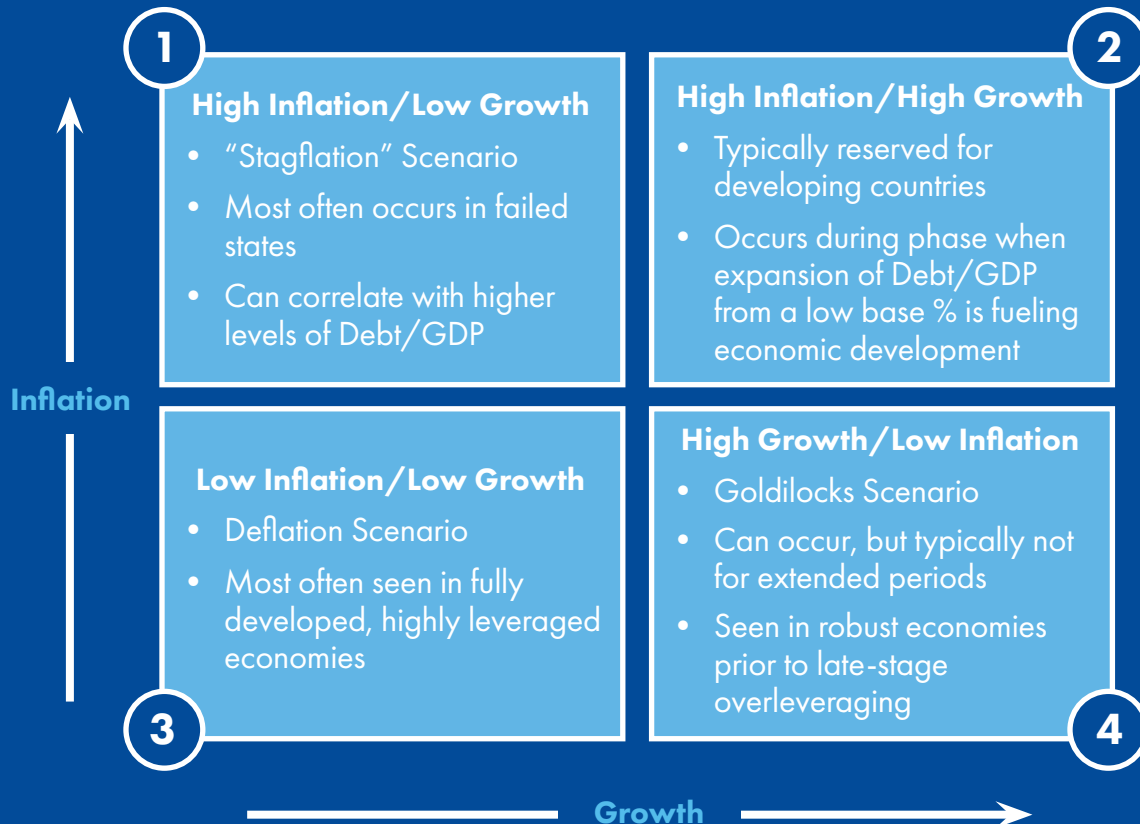 1
High Inflation/Low Growth
• “Stagflation” Scenario
• Most often occurs in failed
states
• Can correlate with higher
levels of Debt/GDP
2
High Inflation/High Growth
• Typically reserved for
developing countries
• Occurs during phase when
expansion of Debt/GDP
from a low base % is fueling
economic development
Inflation
Low Inflation/Low Growth
• Deflation Scenario
• Most often seen in fully
developed, highly leveraged
economies
3
High Growth/Low Inflation
• Goldilocks Scenario
• Can occur, but typically not
for extended periods
• Seen in robust economies
prior to late-stage
overleveraging
4
Growth